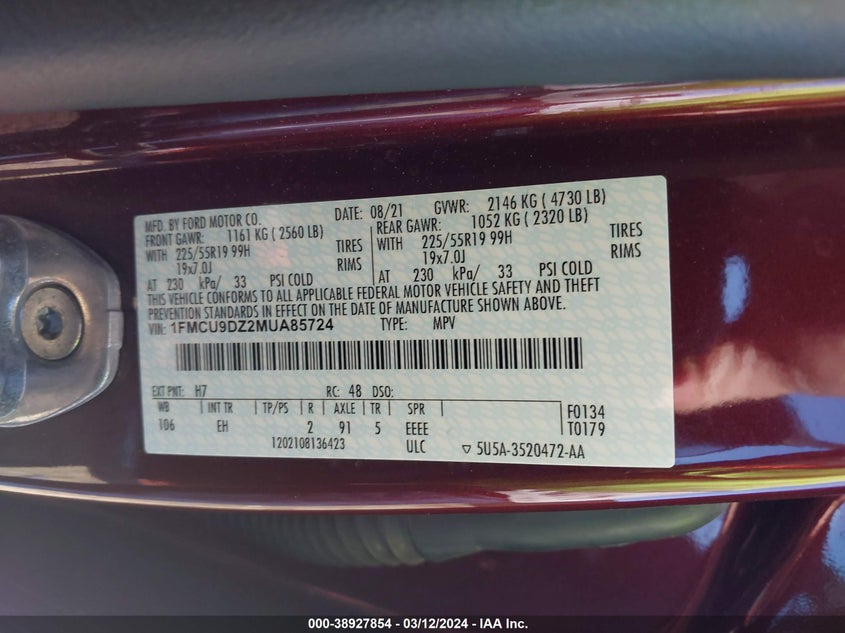 MFD. BY FORD MOTOR CO. DATE: 08/21 GVWR: 2146 KG ( 4730 LB)
FRONT GAWR: 1161 KG ( 2560 LB) REAR GAWR: 1052 KG ( 2320 LB)
WITH 225/55R19 99H TIRES WITH 225/55R19 99H TIRES
19x7.0J RIMS 19x7.0J RIMS
AT 230 kPa/ 33 PSI COLD AT 230 kPa/ 33 PSI COLD
THIS VEHICLE CONFORMS TO ALL APPLICABLE FEDERAL MOTOR VEHICLE SAFETY AND THEFT
PREVENTION STANDARDS IN EFFECT ON THE DATE OF MANUFACTURE SHOWN ABOVE.
VIN: 1FMCU9DZ2MUA85724 TYPE: MPV
EXT PNT: H7 RC: 48 DSO:
WB INT TR TP/PS R AXLE TR SPR F0134
106 EH 2 91 5 EEEE T0179
1202108136423 ULC ▽ 5U5A-3520472-AA
000-38927854 - 03/12/2024 - IAA Inc.